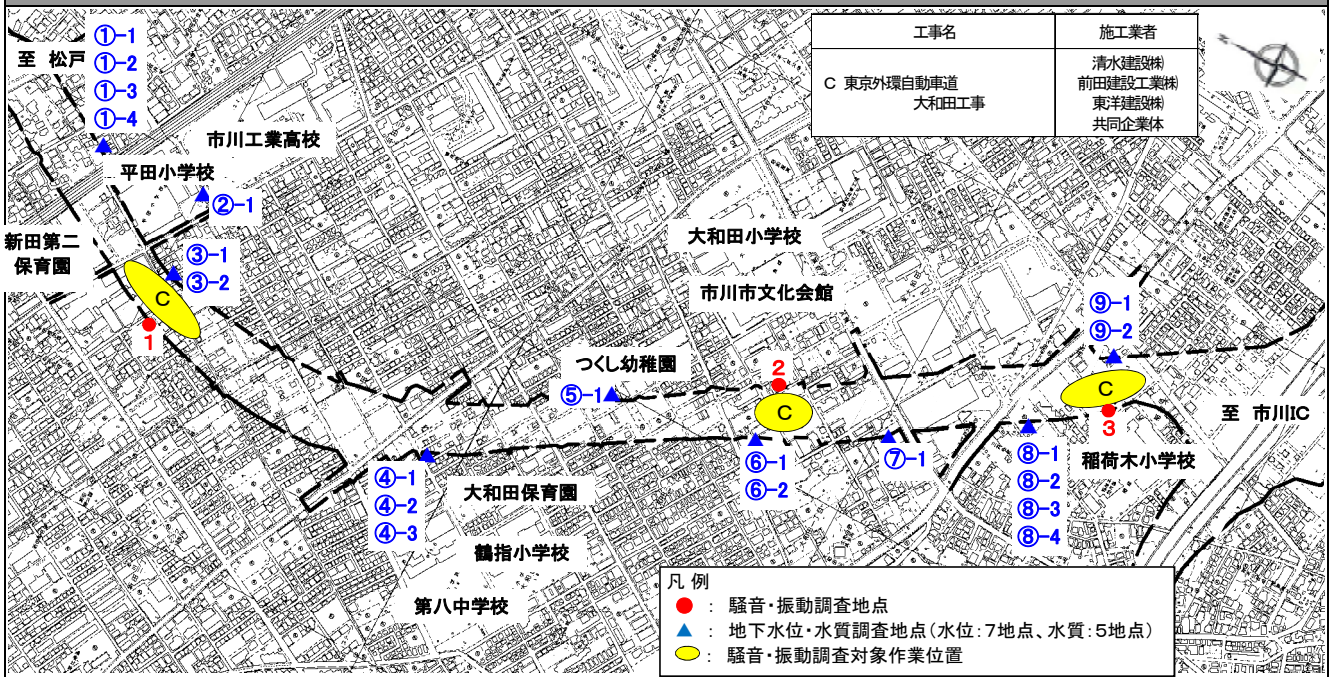 工事名
施工業者
C 東京外環自動車道
大和田工事
清水建設㈱
前田建設工業㈱
東洋建設㈱
共同企業体
至 松戸
①-1
①-2
①-3
①-4
市川工業高校
平田小学校
②-1
新田第二
保育園
③-1
③-2
C
1
大和田小学校
市川市文化会館
つくし幼稚園
⑤-1
2
C
⑨-1
⑨-2
C
3
至 市川IC
④-1
④-2
④-3
大和田保育園
鶴指小学校
第八中学校
⑥-1
⑥-2
⑦-1
⑧-1
⑧-2
⑧-3
⑧-4
稲荷木小学校
凡 例
： 騒音・振動調査地点
： 地下水位・水質調査地点(水位：7地点、水質：5地点)
： 騒音・振動調査対象作業位置